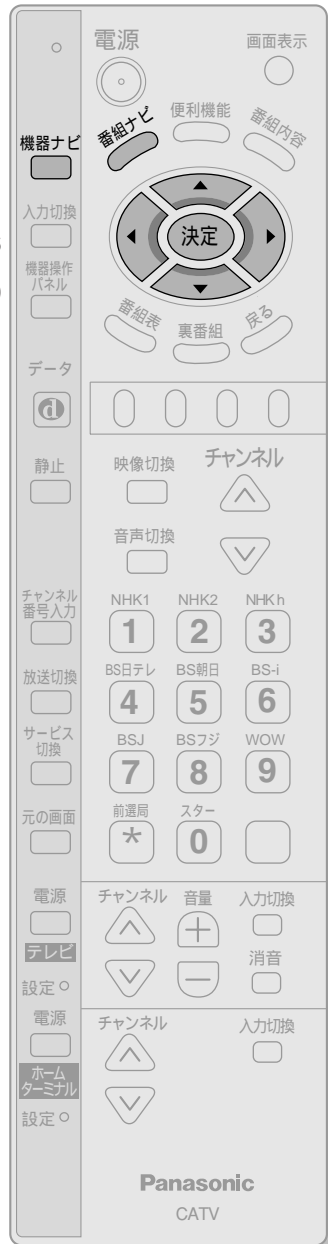 電源
画面表示
機器ナビ
番組ナビ
便利機能
番組内容
入力切換
決定
機器操作
パネル
番組表
裏番組
戻る
データ
d
静止
映像切換
チャンネル
音声切換
チャンネル
番号入力
NHK1
NHK2
NHKh
1
2
3
放送切換
BS日テレ
BS朝日
BS-i
4
5
6
サービス
切換
BSJ
BSフジ
WOW
7
8
9
元の画面
前選局
スター
*
0
電源
テレビ
設定
チャンネル
音量
入力切換
+
消音
−
電源
ホーム
ターミナル
設定
チャンネル
入力切換
Panasonic
CATV